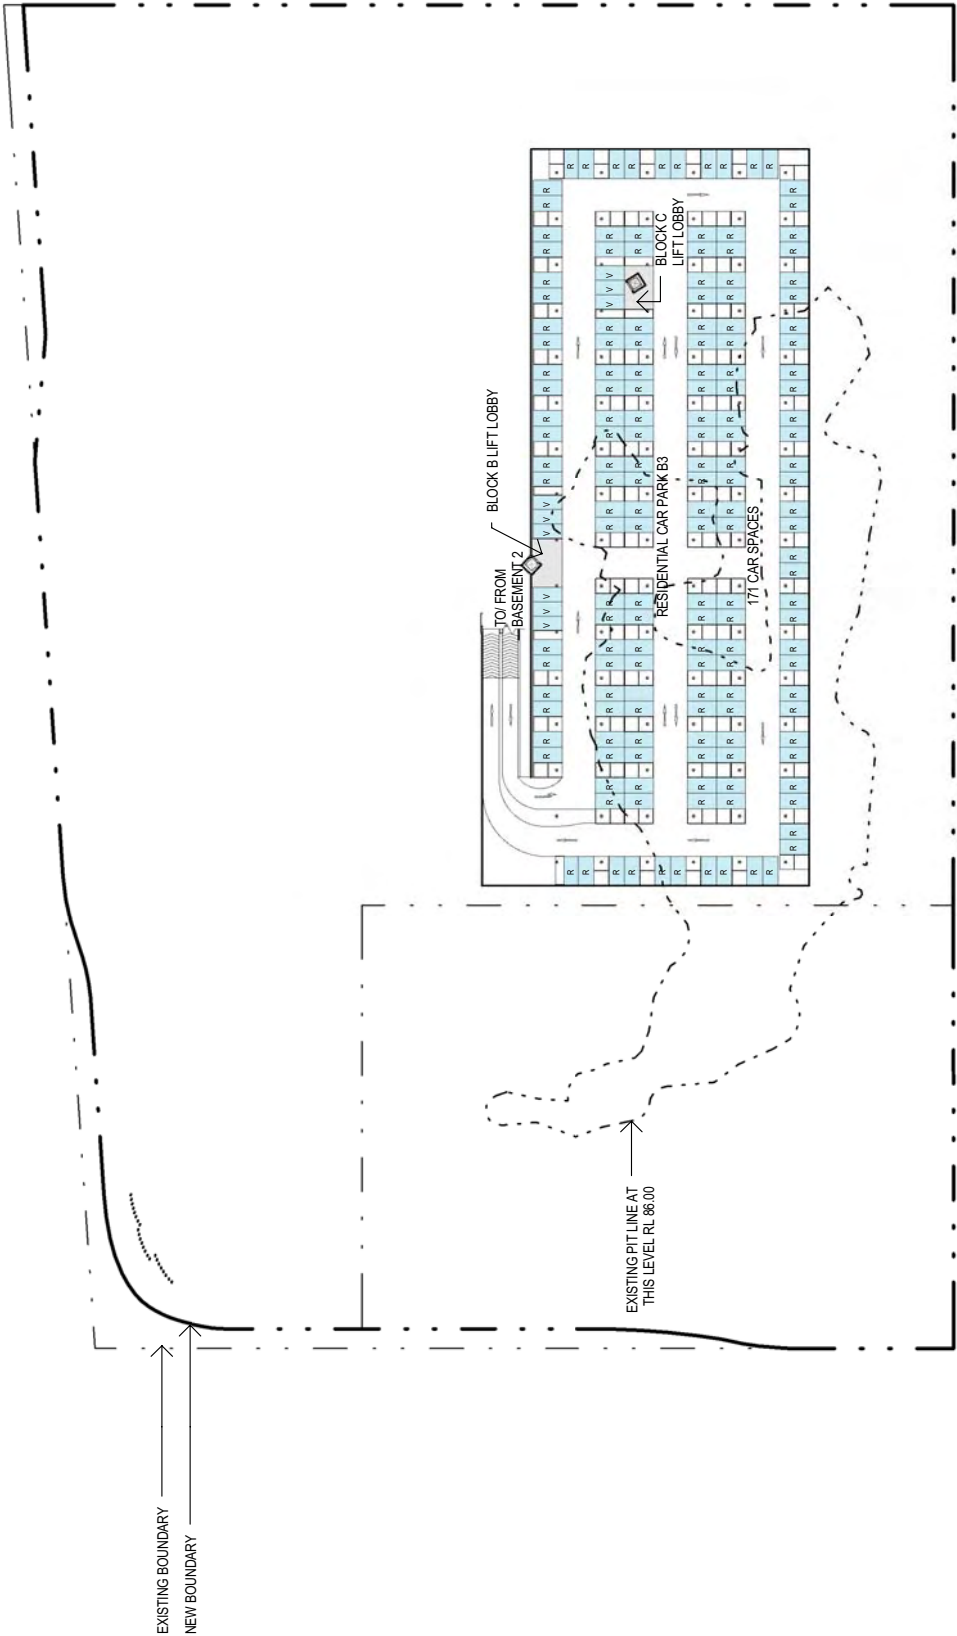 EXISTING BOUNDARY
NEW BOUNDARY
EXISTING PIT LINE AT
THIS LEVEL RL 86.00
TO/ FROM
BASEMENT 2
BLOCK B LIFT LOBBY
BLOCK C
LIFT LOBBY
RESIDENTIAL CAR PARK B3
171 CAR SPACES
V V V
V V V
V V V
R R
R R
R R
R R
R R
R R
R R
R R
R R
R R